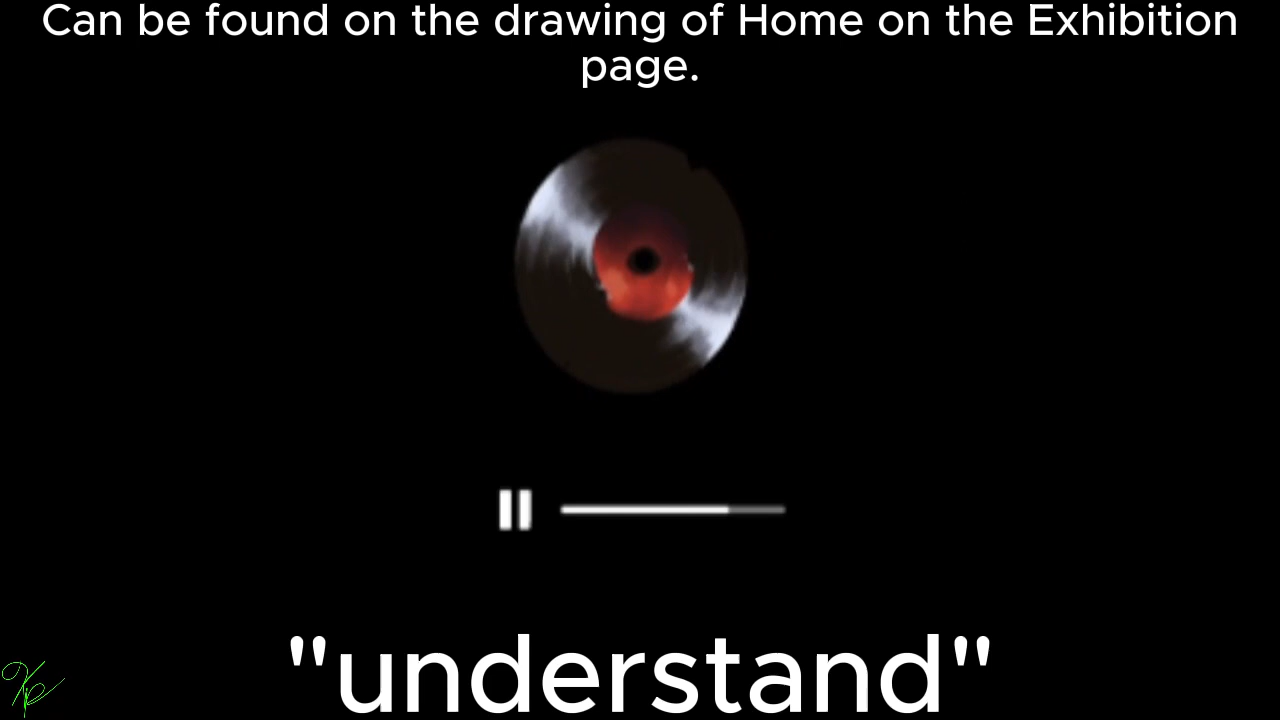 Can be found on the drawing of Home on the Exhibition
page.
"understand"